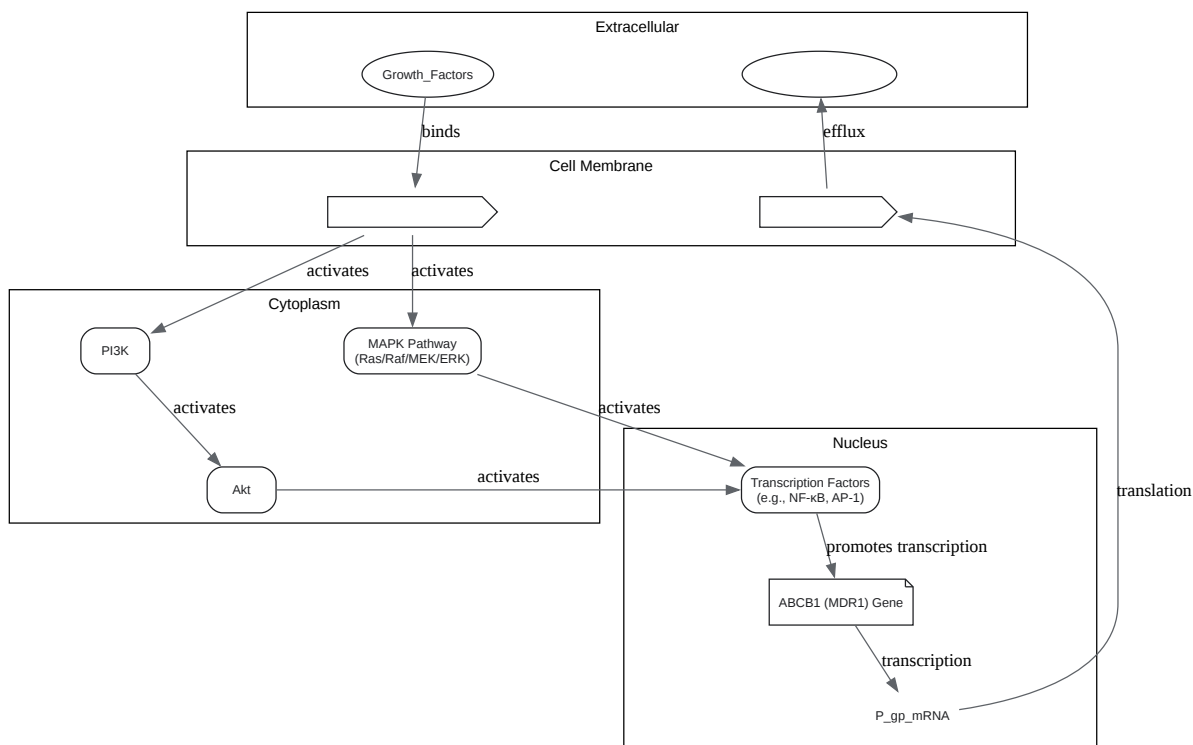 Extracellular
Growth_Factors
binds
efflux
Cell Membrane
activates
activates
Cytoplasm
PI3K
MAPK Pathway
(Ras/Raf/MEK/ERK)
activates
activates
Nucleus
Akt
activates
Transcription Factors
(e.g., NF-κB, AP-1)
translation
promotes transcription
ABCB1 (MDR1) Gene
transcription
P_gp_mRNA